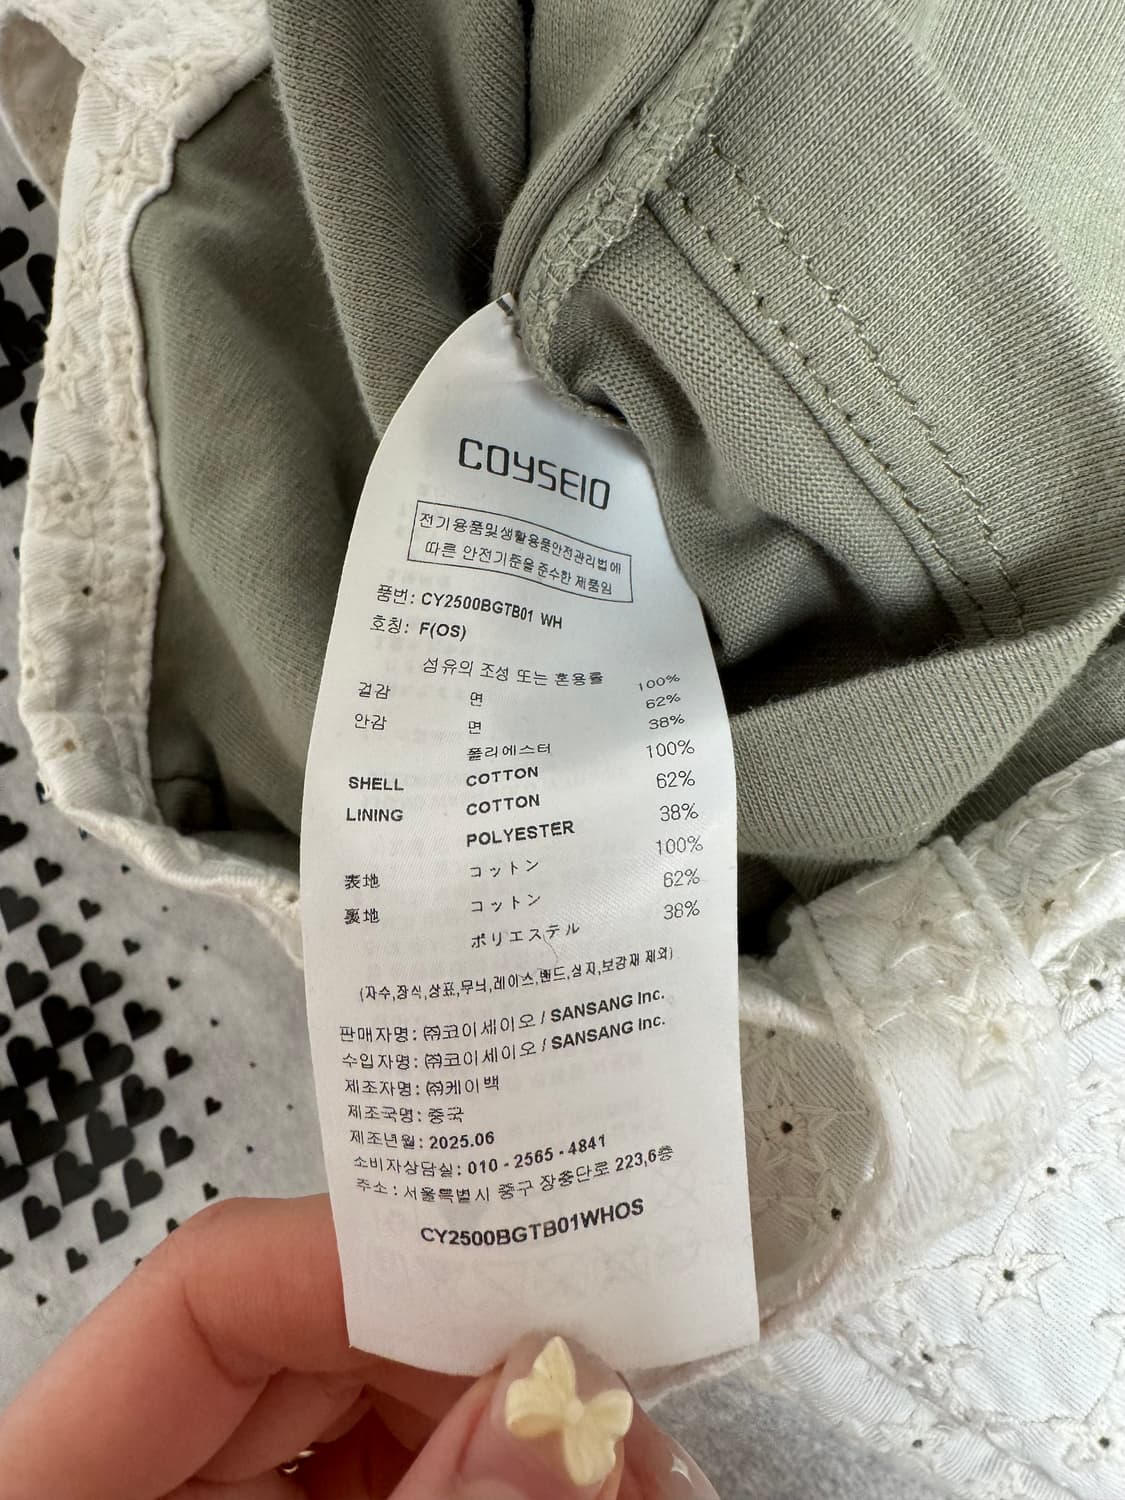 COYSEIO
전기용품및생활용품안전관리법에
따른 안전기준을 준수한 제품임
품번: CY2500BGTB01 WH
호칭: F(OS)
섬유의 조성 또는 혼용률
겉감 면 100%
안감 면 62%
폴리에스터 38%
SHELL COTTON 100%
LINING COTTON 62%
POLYESTER 38%
表地 コットン 100%
裏地 コットン 62%
ポリエステル 38%
(자수,장식,상표,무늬,레이스,밴드,심지,보강재 제외)
판매자명: ㈜코이세이오 / SANSANG Inc.
수입자명: ㈜코이세이오 / SANSANG Inc.
제조자명: ㈜케이백
제조국명: 중국
제조년월: 2025.06
소비자상담실: 010 - 2565 - 4841
주소: 서울특별시 중구 장충단로 223,6층
CY2500BGTB01WHOS